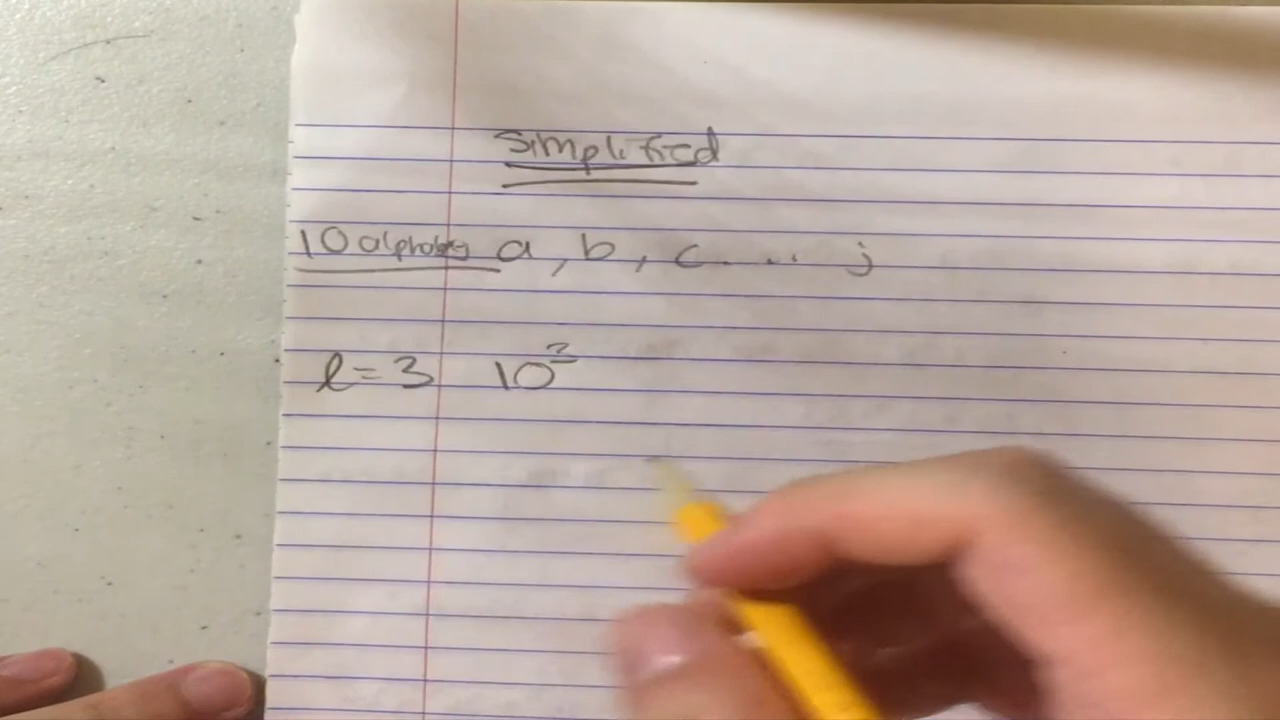 Simplified
10 alphabets a, b, c.... j
l = 3 10³